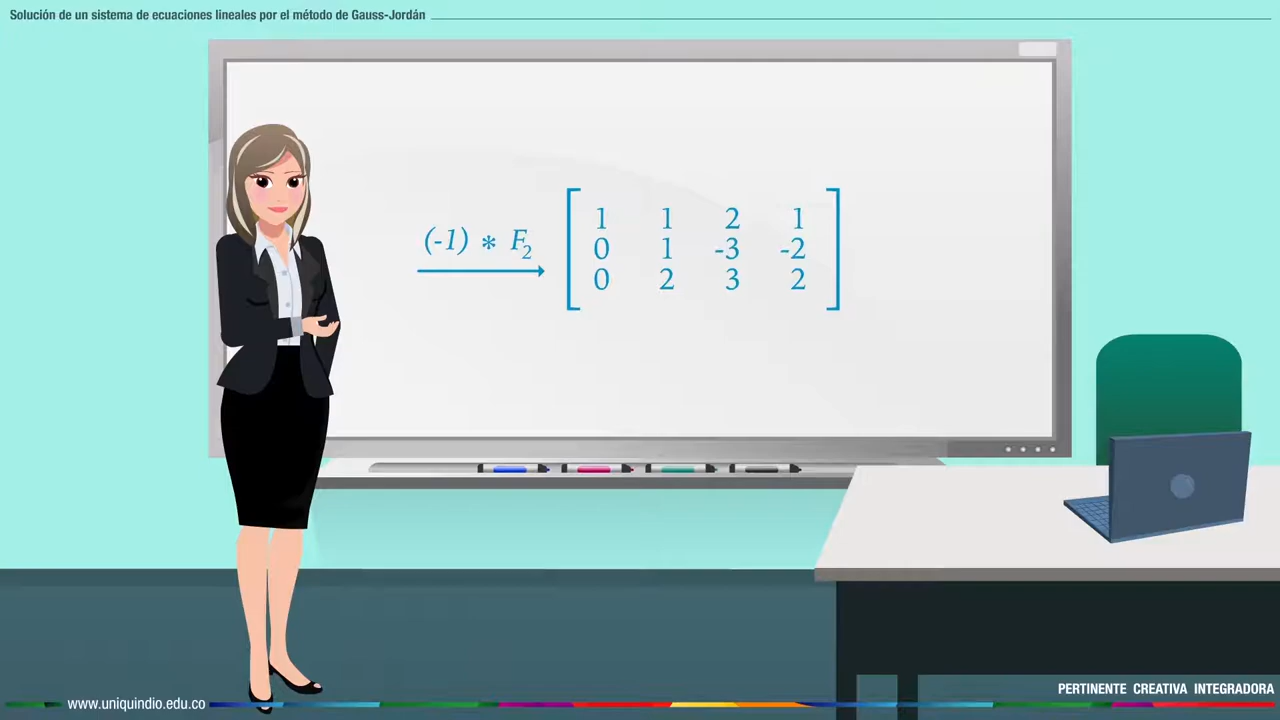 Solución de un sistema de ecuaciones lineales por el método de Gauss-Jordán
(-1) * F2
1 1 2 1
0 1 -3 -2
0 2 3 2
PERTINENTE CREATIVA INTEGRADORA
www.uniquindio.edu.co